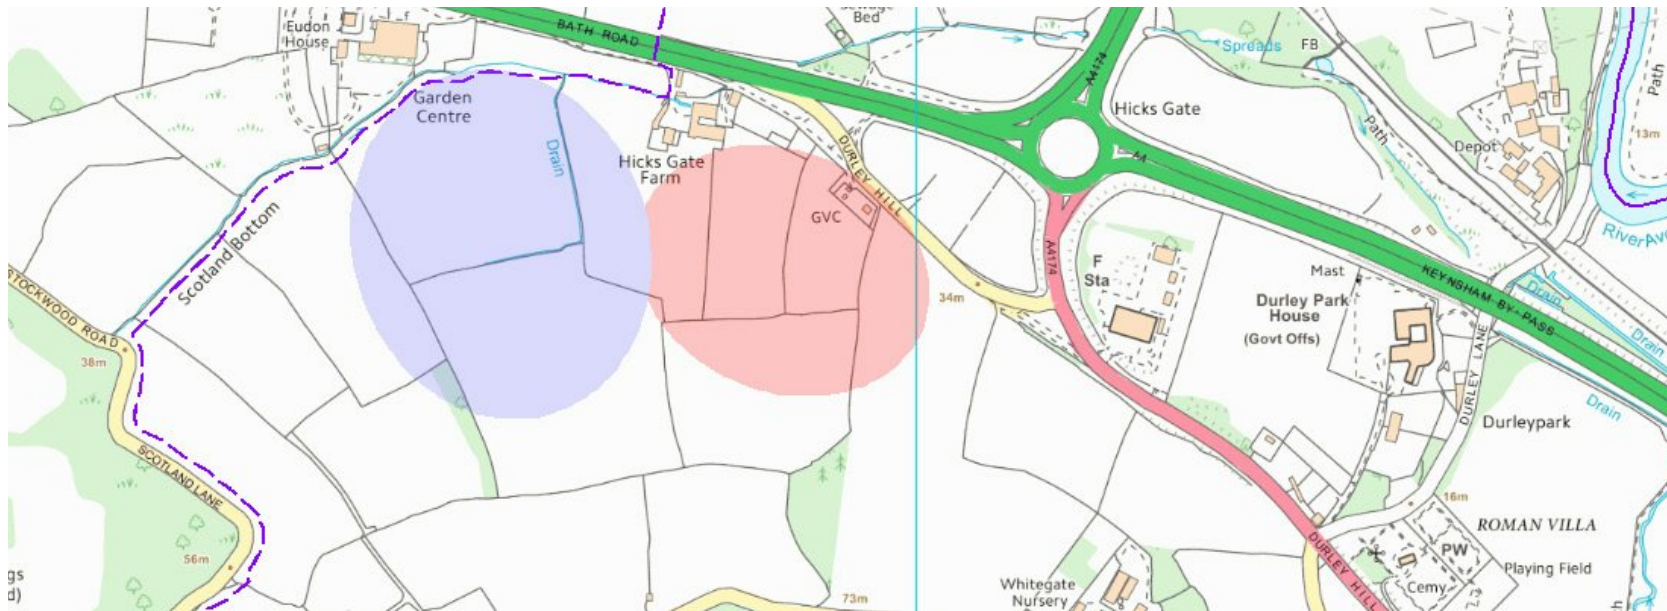 Eudon
House
BATH ROAD
Bed
A4174
Spreads
FB
Path
Path
13m
Garden
Centre
Hicks Gate
Depot
Drain
Hicks Gate
Farm
DURLEY HILL
A4
GVC
Scotland Bottom
STOCKWOOD ROAD
38m
A4174
F
Sta
34m
Mast
Durley Park
House
(Govt Offs)
KEYNSHAM BY-PASS
Drain
Drain
DURLEY LANE
Drain
Durleypark
SCOTLAND LANE
56m
16m
ROMAN VILLA
PW
Playing Field
Cemy
DURLEY HILL
Whitegate
Nursery
73m
gs
d)